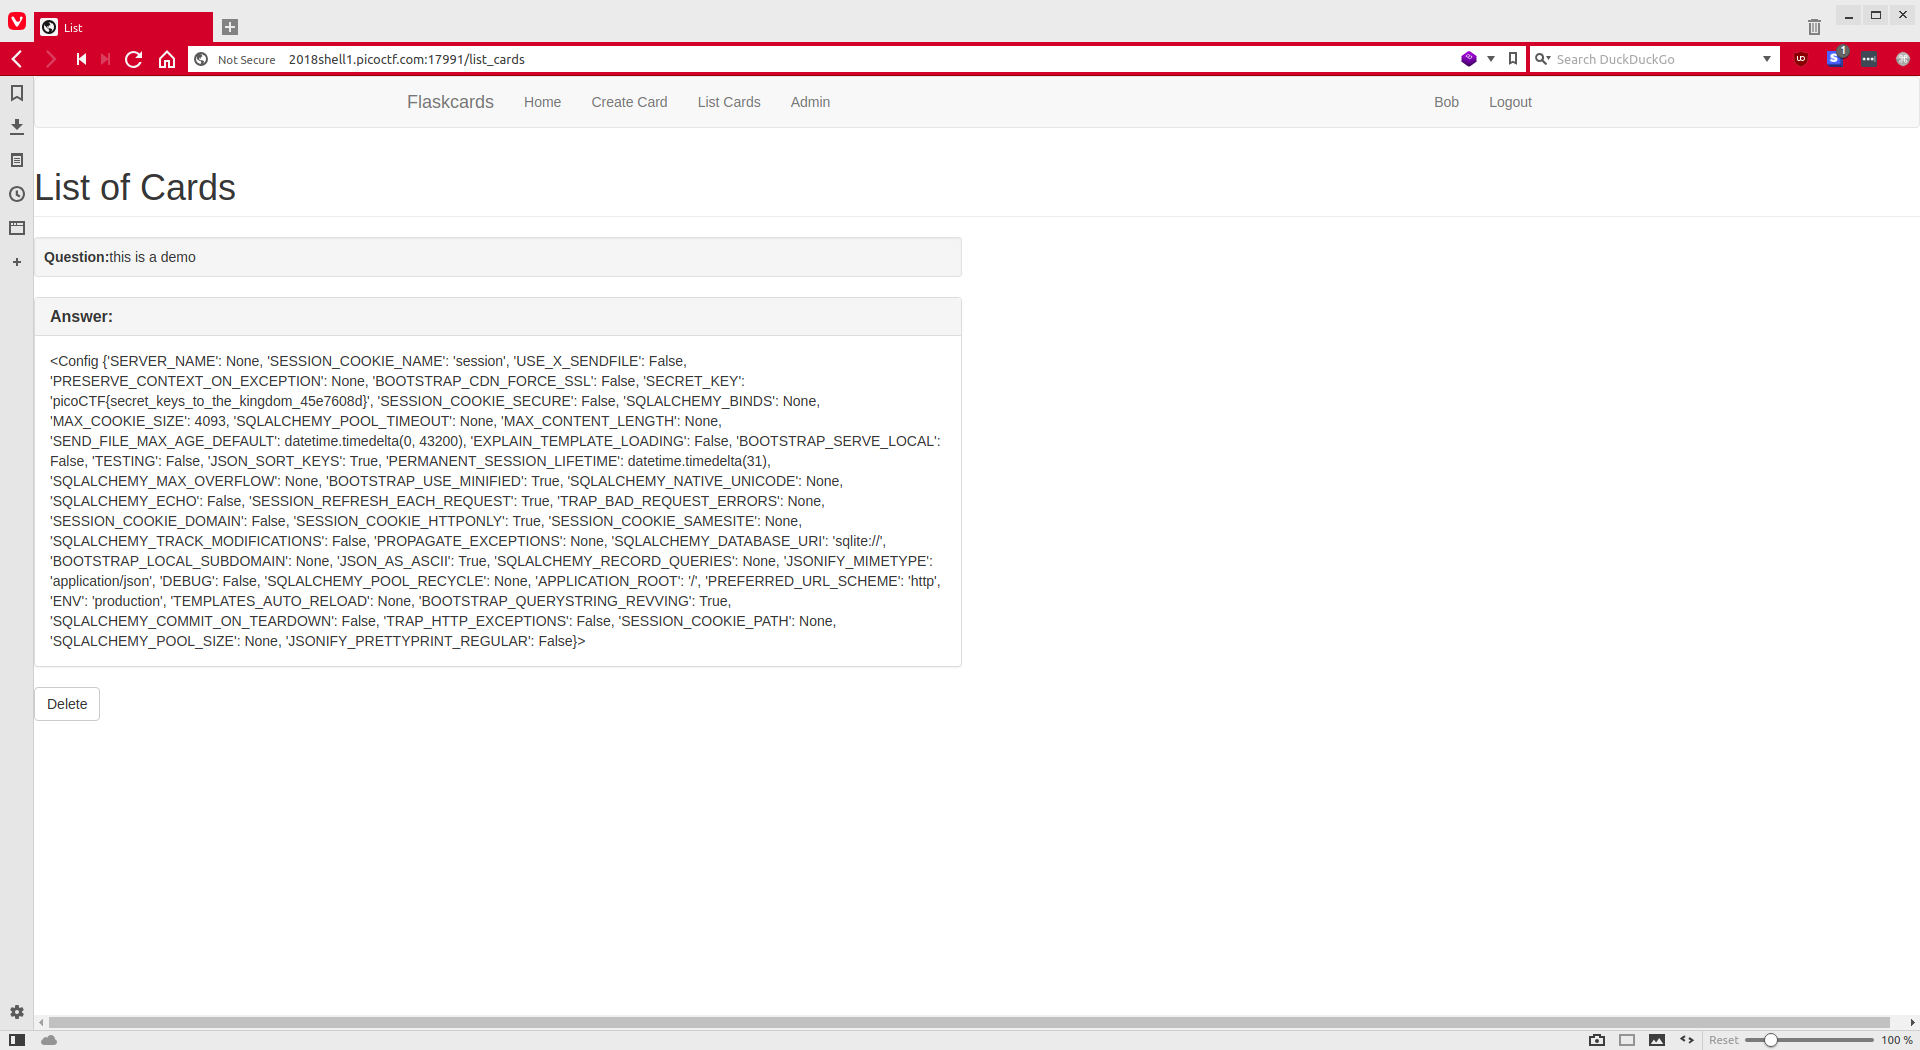 List
Not Secure 2018shell1.picoctf.com:17991/list_cards
Search DuckDuckGo
1
Flaskcards Home Create Card List Cards Admin Bob Logout
List of Cards
Question:this is a demo
Answer:
<Config {'SERVER_NAME': None, 'SESSION_COOKIE_NAME': 'session', 'USE_X_SENDFILE': False,
'PRESERVE_CONTEXT_ON_EXCEPTION': None, 'BOOTSTRAP_CDN_FORCE_SSL': False, 'SECRET_KEY':
'picoCTF{secret_keys_to_the_kingdom_45e7608d}', 'SESSION_COOKIE_SECURE': False, 'SQLALCHEMY_BINDS': None,
'MAX_COOKIE_SIZE': 4093, 'SQLALCHEMY_POOL_TIMEOUT': None, 'MAX_CONTENT_LENGTH': None,
'SEND_FILE_MAX_AGE_DEFAULT': datetime.timedelta(0, 43200), 'EXPLAIN_TEMPLATE_LOADING': False, 'BOOTSTRAP_SERVE_LOCAL':
False, 'TESTING': False, 'JSON_SORT_KEYS': True, 'PERMANENT_SESSION_LIFETIME': datetime.timedelta(31),
'SQLALCHEMY_MAX_OVERFLOW': None, 'BOOTSTRAP_USE_MINIFIED': True, 'SQLALCHEMY_NATIVE_UNICODE': None,
'SQLALCHEMY_ECHO': False, 'SESSION_REFRESH_EACH_REQUEST': True, 'TRAP_BAD_REQUEST_ERRORS': None,
'SESSION_COOKIE_DOMAIN': False, 'SESSION_COOKIE_HTTPONLY': True, 'SESSION_COOKIE_SAMESITE': None,
'SQLALCHEMY_TRACK_MODIFICATIONS': False, 'PROPAGATE_EXCEPTIONS': None, 'SQLALCHEMY_DATABASE_URI': 'sqlite://',
'BOOTSTRAP_LOCAL_SUBDOMAIN': None, 'JSON_AS_ASCII': True, 'SQLALCHEMY_RECORD_QUERIES': None, 'JSONIFY_MIMETYPE':
'application/json', 'DEBUG': False, 'SQLALCHEMY_POOL_RECYCLE': None, 'APPLICATION_ROOT': '/', 'PREFERRED_URL_SCHEME': 'http',
'ENV': 'production', 'TEMPLATES_AUTO_RELOAD': None, 'BOOTSTRAP_QUERYSTRING_REVVING': True,
'SQLALCHEMY_COMMIT_ON_TEARDOWN': False, 'TRAP_HTTP_EXCEPTIONS': False, 'SESSION_COOKIE_PATH': None,
'SQLALCHEMY_POOL_SIZE': None, 'JSONIFY_PRETTYPRINT_REGULAR': False}>
Delete
Reset 100 %